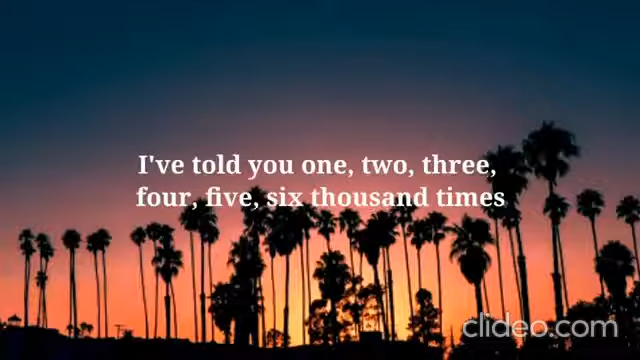 I've told you one, two, three,
four, five, six thousand times
clideo.com